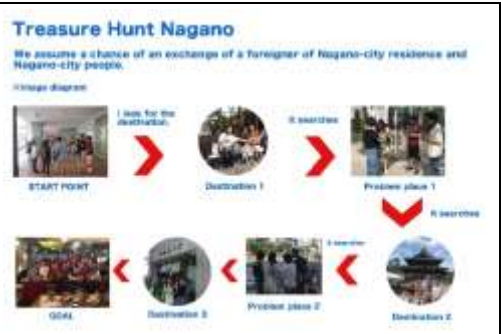 Treasure Hunt Nagano
We assume a chance of an exchange of a foreigner of Nagano-city residence and
Nagano-city people.
image diagram
I look for the
destination.
It searches
START POINT
Destination 1
Problem place 1
It searches
It searches
GOAL
Destination 3
Problem place 2
Destination 2